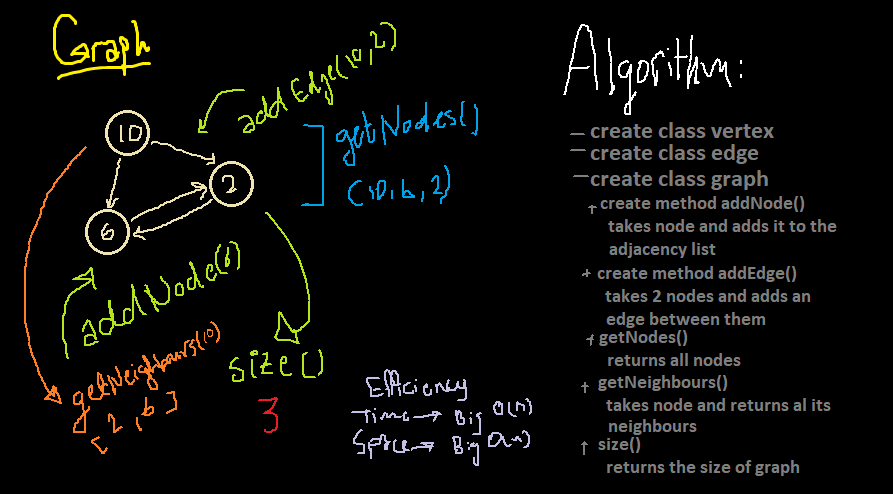 Graph
addEdge(10,2)
10
2
6
getNodes()
(10, 6, 2)
addNode(6)
getNeighbours(10)
[2, 6]
size()
3
Efficiency
Time → Big O(n)
Space → Big O(n)
Algorithm:
– create class vertex
– create class edge
– create class graph
+ create method addNode()
takes node and adds it to the
adjacency list
+ create method addEdge()
takes 2 nodes and adds an
edge between them
+ getNodes()
returns all nodes
+ getNeighbours()
takes node and returns al its
neighbours
+ size()
returns the size of graph